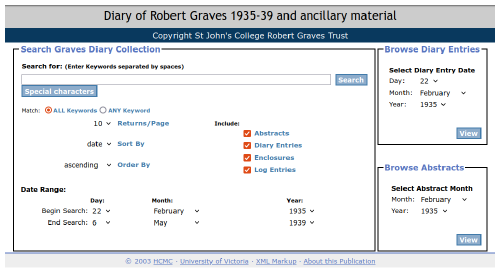 Diary of Robert Graves 1935-39 and ancillary material
Copyright St John's College Robert Graves Trust
Search Graves Diary Collection
Search for: (Enter Keywords separated by spaces)
Search
Special characters
Match: ALL Keywords ANY Keyword
10 Returns/Page
date Sort By
ascending Order By
Include:
Abstracts
Diary Entries
Enclosures
Log Entries
Date Range:
Day: Month: Year:
Begin Search: 22 February 1935
End Search: 6 May 1939
Browse Diary Entries
Select Diary Entry Date
Day: 22
Month: February
Year: 1935
View
Browse Abstracts
Select Abstract Month
Month: February
Year: 1935
View
© 2003 HCMC · University of Victoria · XML Markup · About this Publication